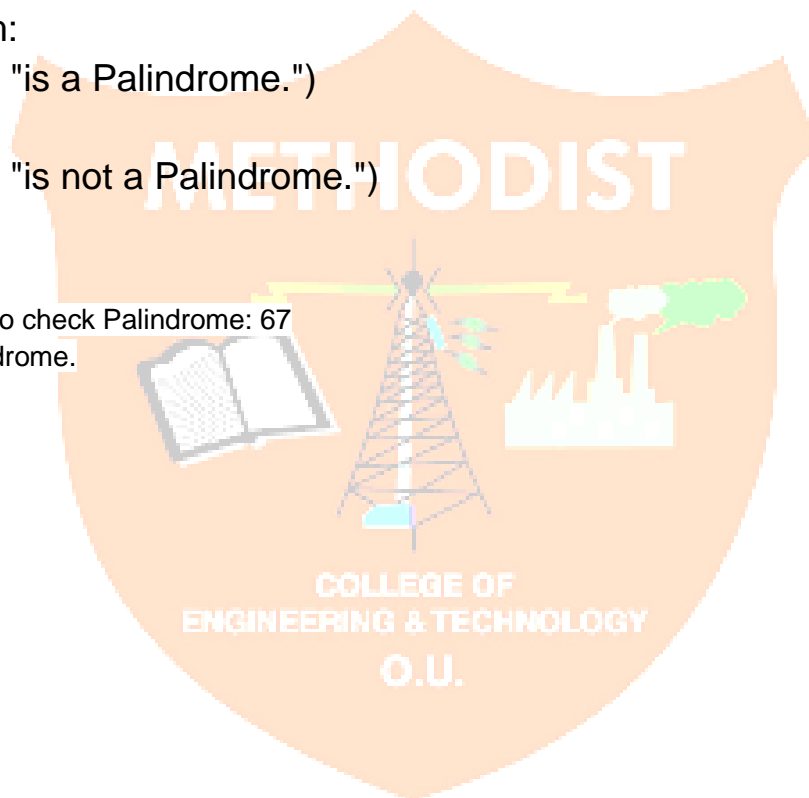 n:
"is a Palindrome.")
"is not a Palindrome.")
METHODIST
o check Palindrome: 67
drome.
COLLEGE OF
ENGINEERING & TECHNOLOGY
O.U.